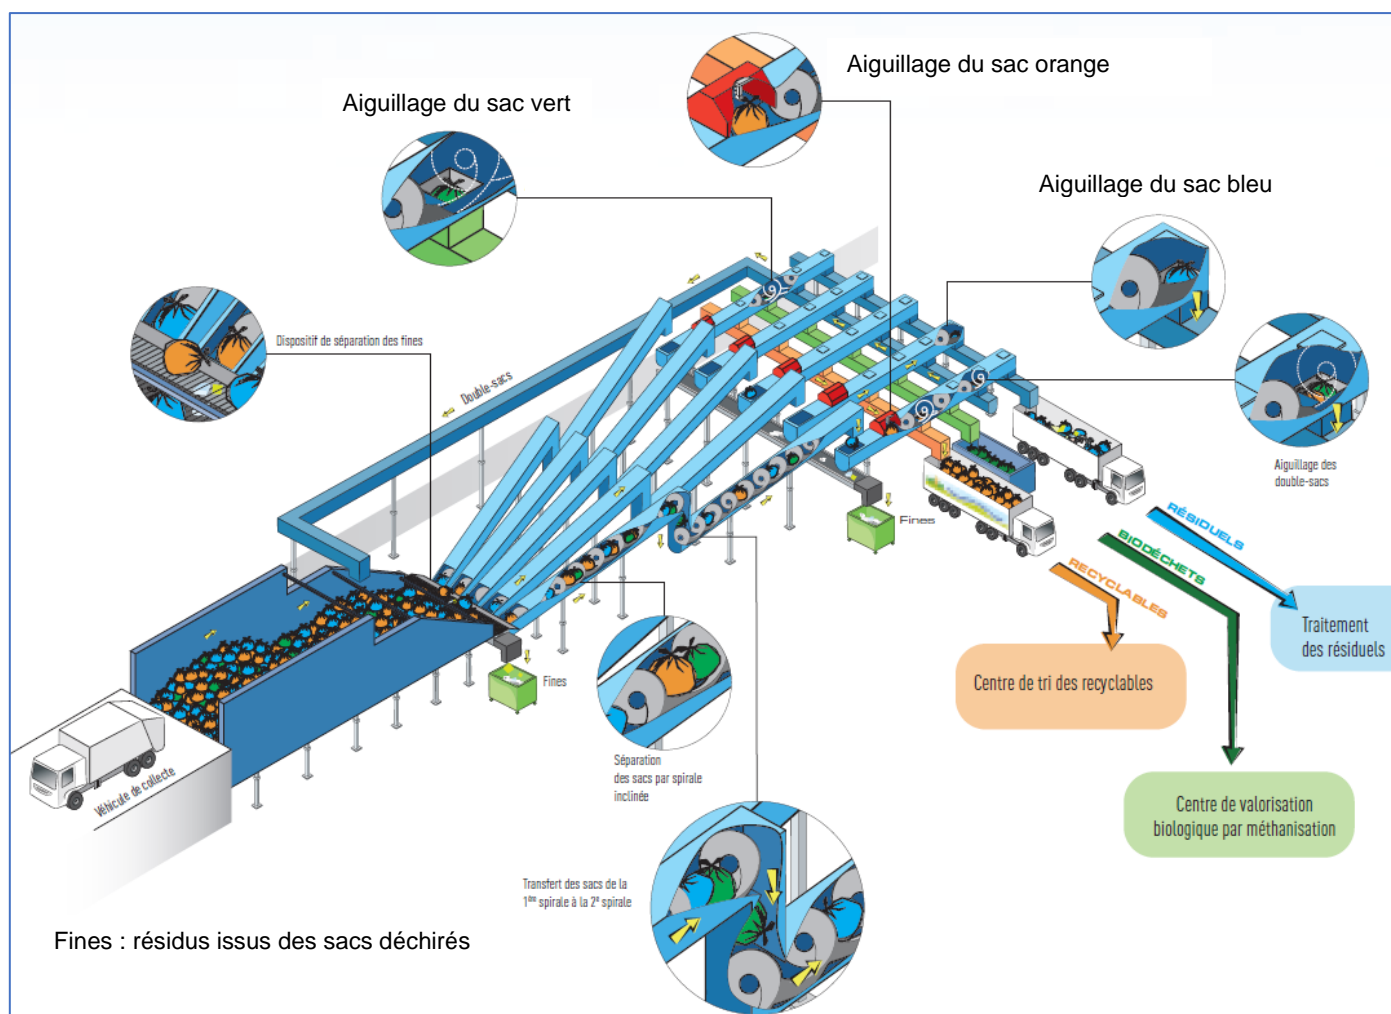 Aiguillage du sac orange
Aiguillage du sac vert
Aiguillage du sac bleu
Dispositif de séparation des fines
Double-sacs
Aiguillage des
double-sacs
Fines
RÉSIDUELS
BIODÉCHETS
RECYCLABLES
Traitement
des résiduels
Centre de tri des recyclables
Fines
Séparation
des sacs par spirale
inclinée
Véhicule de collecte
Centre de valorisation
biologique par méthanisation
Transfert des sacs de la
1ère spirale à la 2e spirale
Fines : résidus issus des sacs déchirés